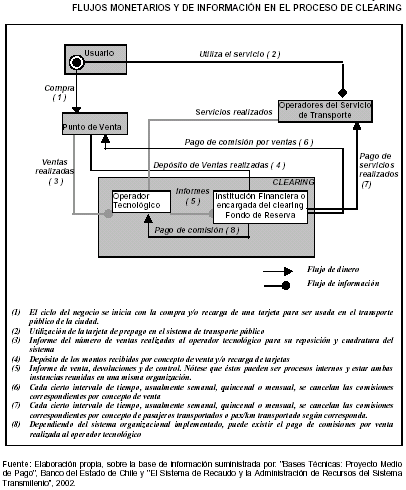 FLUJOS MONETARIOS Y DE INFORMACIÓN EN EL PROCESO DE CLEARING
Usuario
Utiliza el servicio ( 2 )
Compra
( 1 )
Operadores del Servicio
de Transporte
Servicios realizados
Punto de Venta
Pago de comisión por ventas ( 6 )
Ventas
realizadas
( 3 )
Depósito de Ventas realizadas ( 4 )
Pago de
servicios
realizados
(7)
CLEARING
Operador
Tecnológico
Informes
( 5 )
Institución Financiera o
encargada del clearing
Fondo de Reserva
Pago de comisión ( 8 )
Flujo de dinero
Flujo de información
(1) El ciclo del negocio se inicia con la compra y/o recarga de una tarjeta para ser usada en el transporte
público de la ciudad.
(2) Utilización de la tarjeta de prepago en el sistema de transporte público
(3) Informe del número de ventas realizadas al operador tecnológico para su reposición y cuadratura del
sistema
(4) Depósito de los montos recibidos por concepto de venta y/o recarga de tarjetas
(5) Informe de venta, devoluciones y de control. Nótese que éstos pueden ser procesos internos y estar ambas
instancias reunidas en una misma organización.
(6) Cada cierto intervalo de tiempo, usualmente semanal, quincenal o mensual, se cancelan las comisiones
correspondientes por concepto de venta
(7) Cada cierto intervalo de tiempo, usualmente semanal, quincenal o mensual, se cancelan las comisiones
correspondientes por concepto de pasajeros transportados o pax/km transportado según corresponda.
(8) Dependiendo del sistema organizacional implementado, puede existir el pago de comisiones por venta
realizada al operador tecnológico
Fuente: Elaboración propia, sobre la base de información suministrada por: "Bases Técnicas: Proyecto Medio
de Pago", Banco del Estado de Chile y "El Sistema de Recaudo y la Administración de Recursos del Sistema
Transmilenio", 2002.